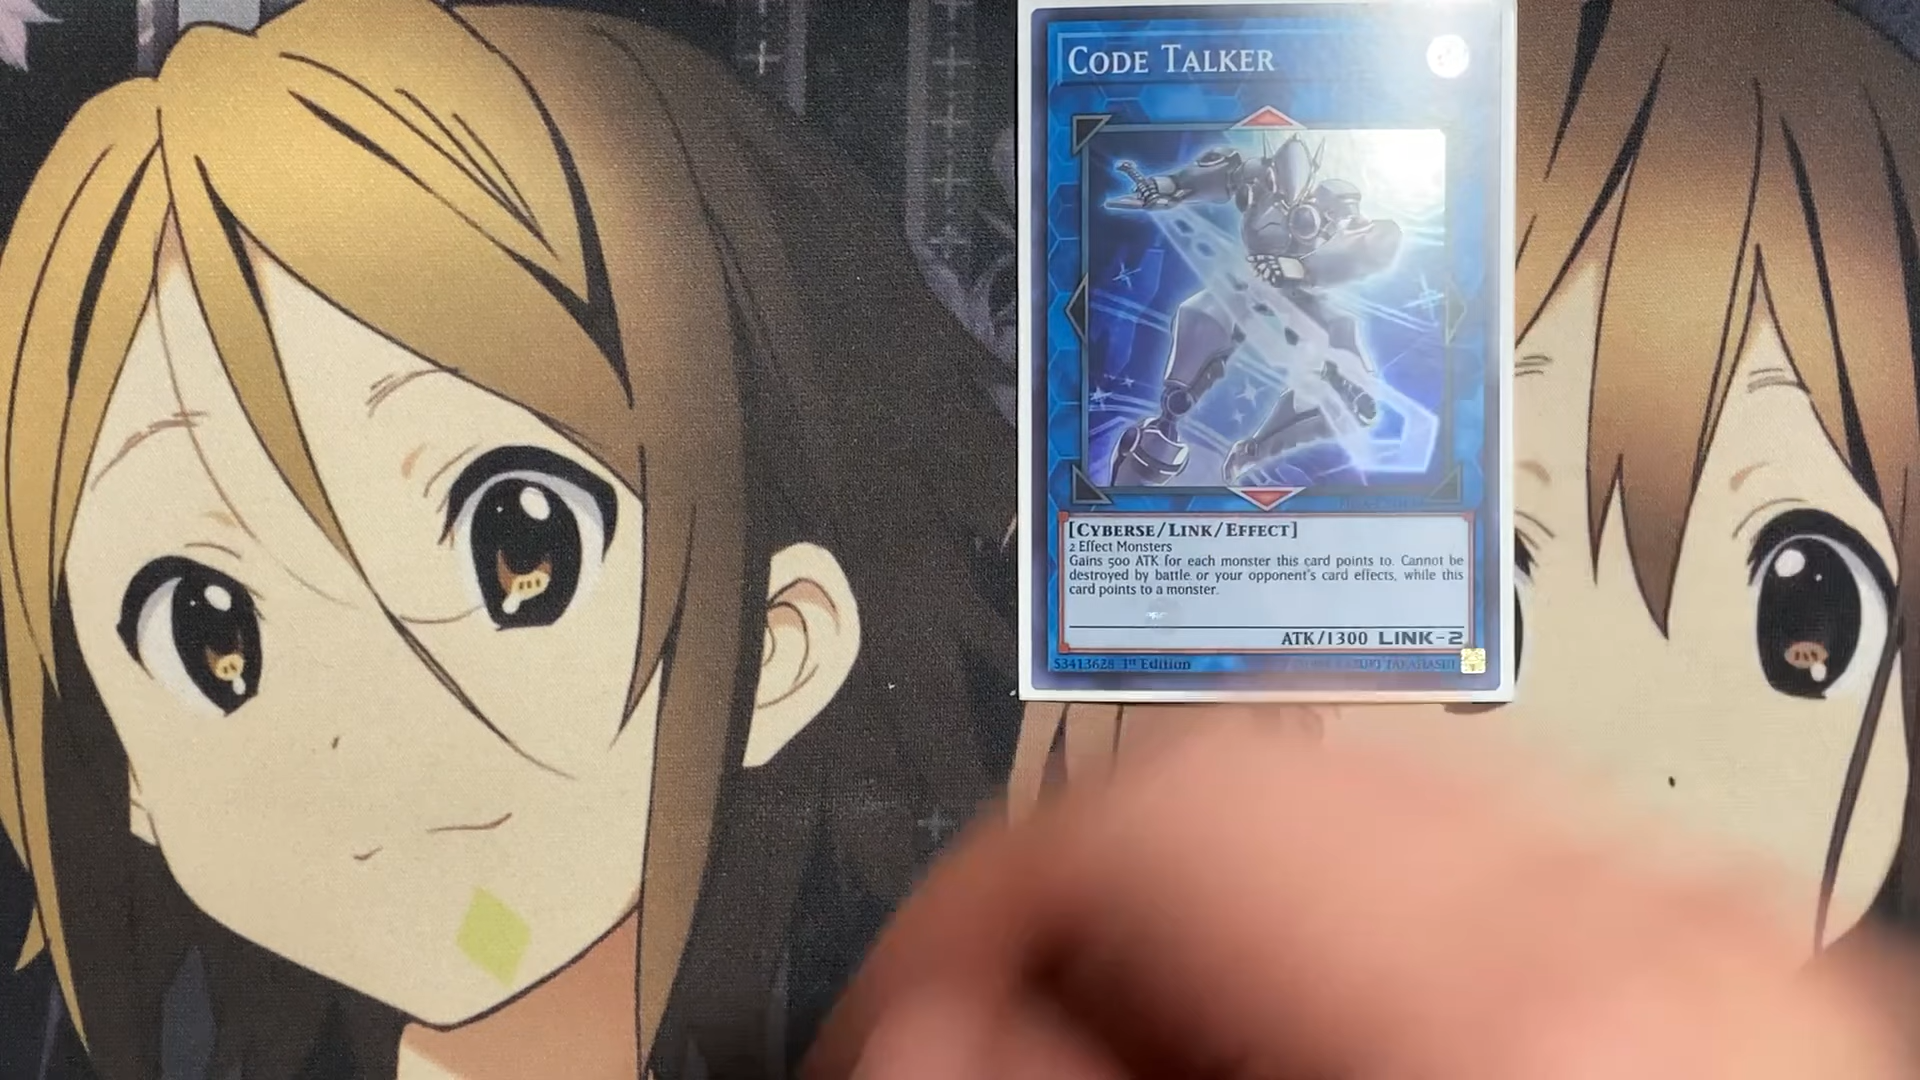 CODE TALKER
[CYBERSE/LINK/EFFECT]
2 Effect Monsters
Gains 500 ATK for each monster this card points to. Cannot be
destroyed by battle or your opponent's card effects, while this
card points to a monster.
ATK/1300 LINK-2
53413628 1st Edition